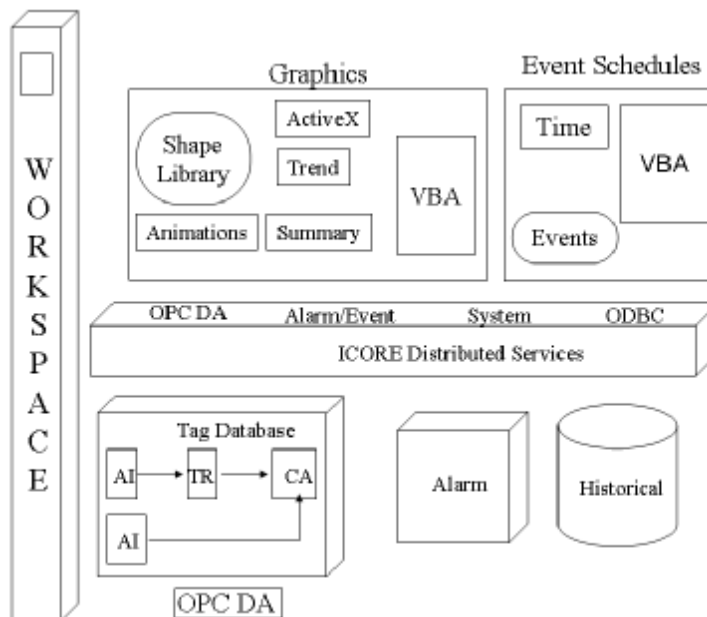 WORKSPACE
Graphics
Event Schedules
ActiveX
Shape
Library
Trend
VBA
Animations
Summary
Time
VBA
Events
OPC DA Alarm/Event System ODBC
ICORE Distributed Services
Tag Database
AI TR CA
AI
Alarm
Historical
OPC DA